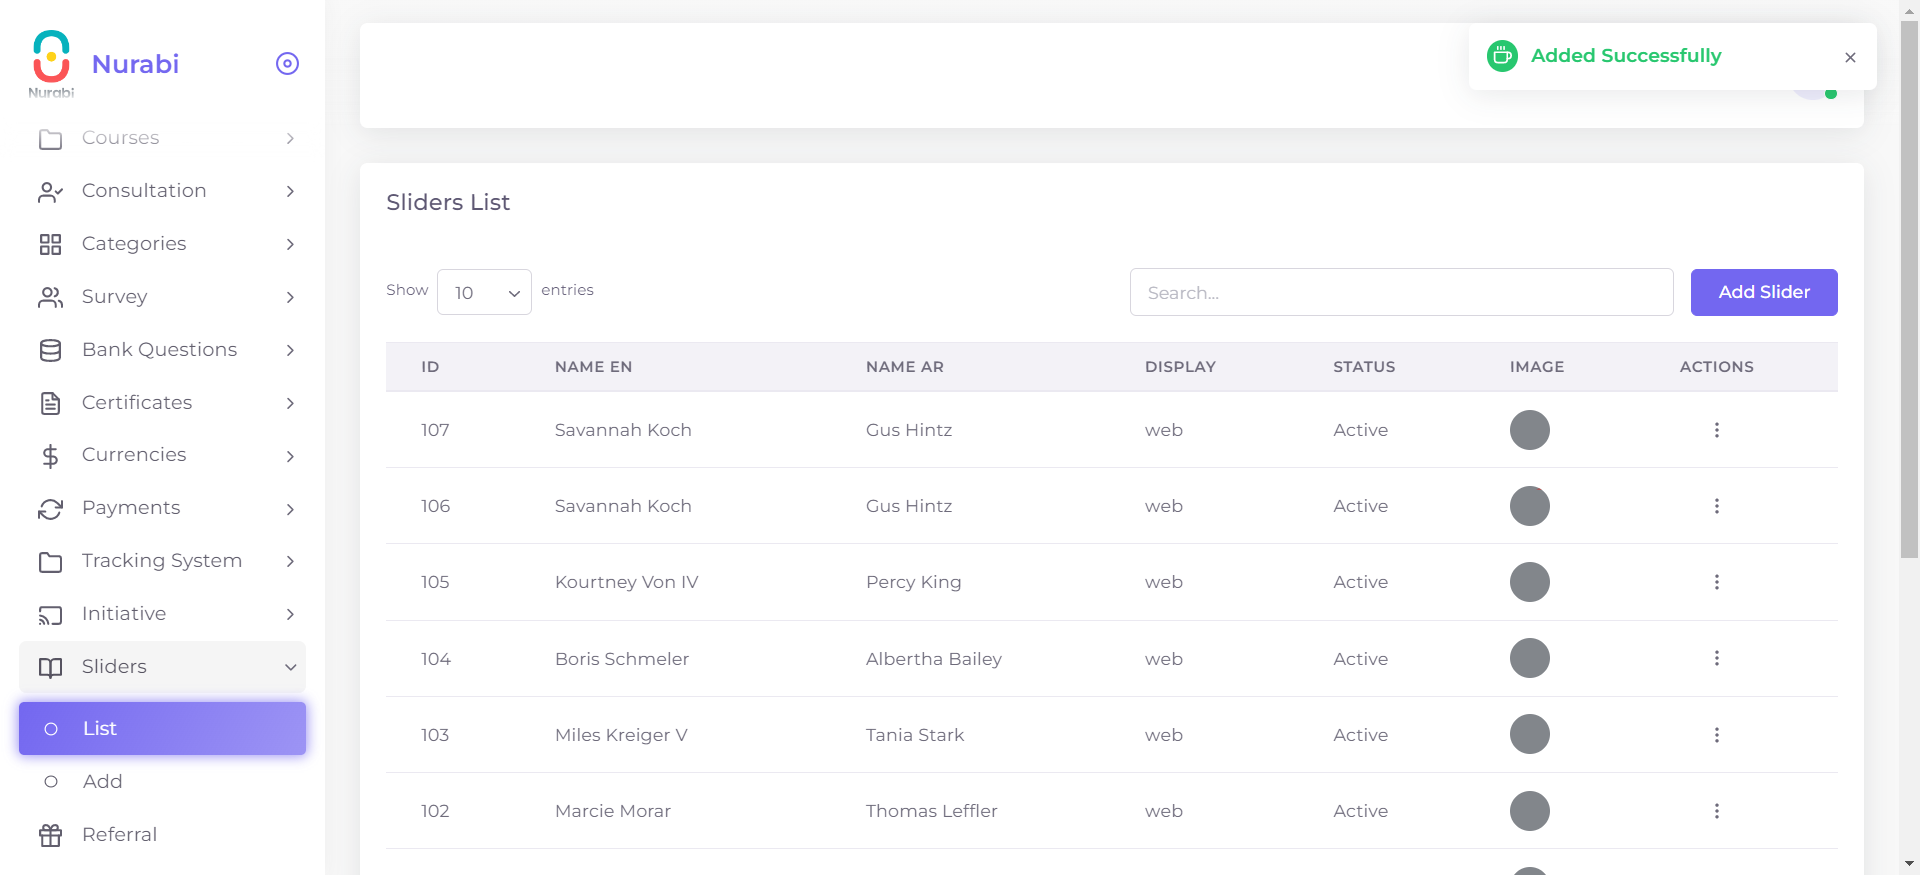 Nurabi
Nurabi
Courses
Consultation
Categories
Survey
Bank Questions
Certificates
Currencies
Payments
Tracking System
Initiative
Sliders
List
Add
Referral
Added Successfully
Sliders List
Show 10 entries
Search...
Add Slider
ID NAME EN NAME AR DISPLAY STATUS IMAGE ACTIONS
107 Savannah Koch Gus Hintz web Active
106 Savannah Koch Gus Hintz web Active
105 Kourtney Von IV Percy King web Active
104 Boris Schmeler Albertha Bailey web Active
103 Miles Kreiger V Tania Stark web Active
102 Marcie Morar Thomas Leffler web Active